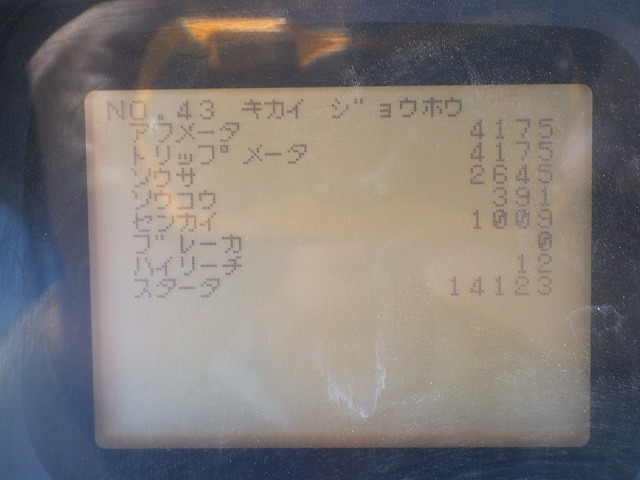 NO.43 キカイ ジョウホウ
アワメータ 4175
トリップメータ 4175
ソウサ 2645
ソウコウ 391
センカイ 1009
ブレーカ 0
ハイリーチ 12
スタータ 14123